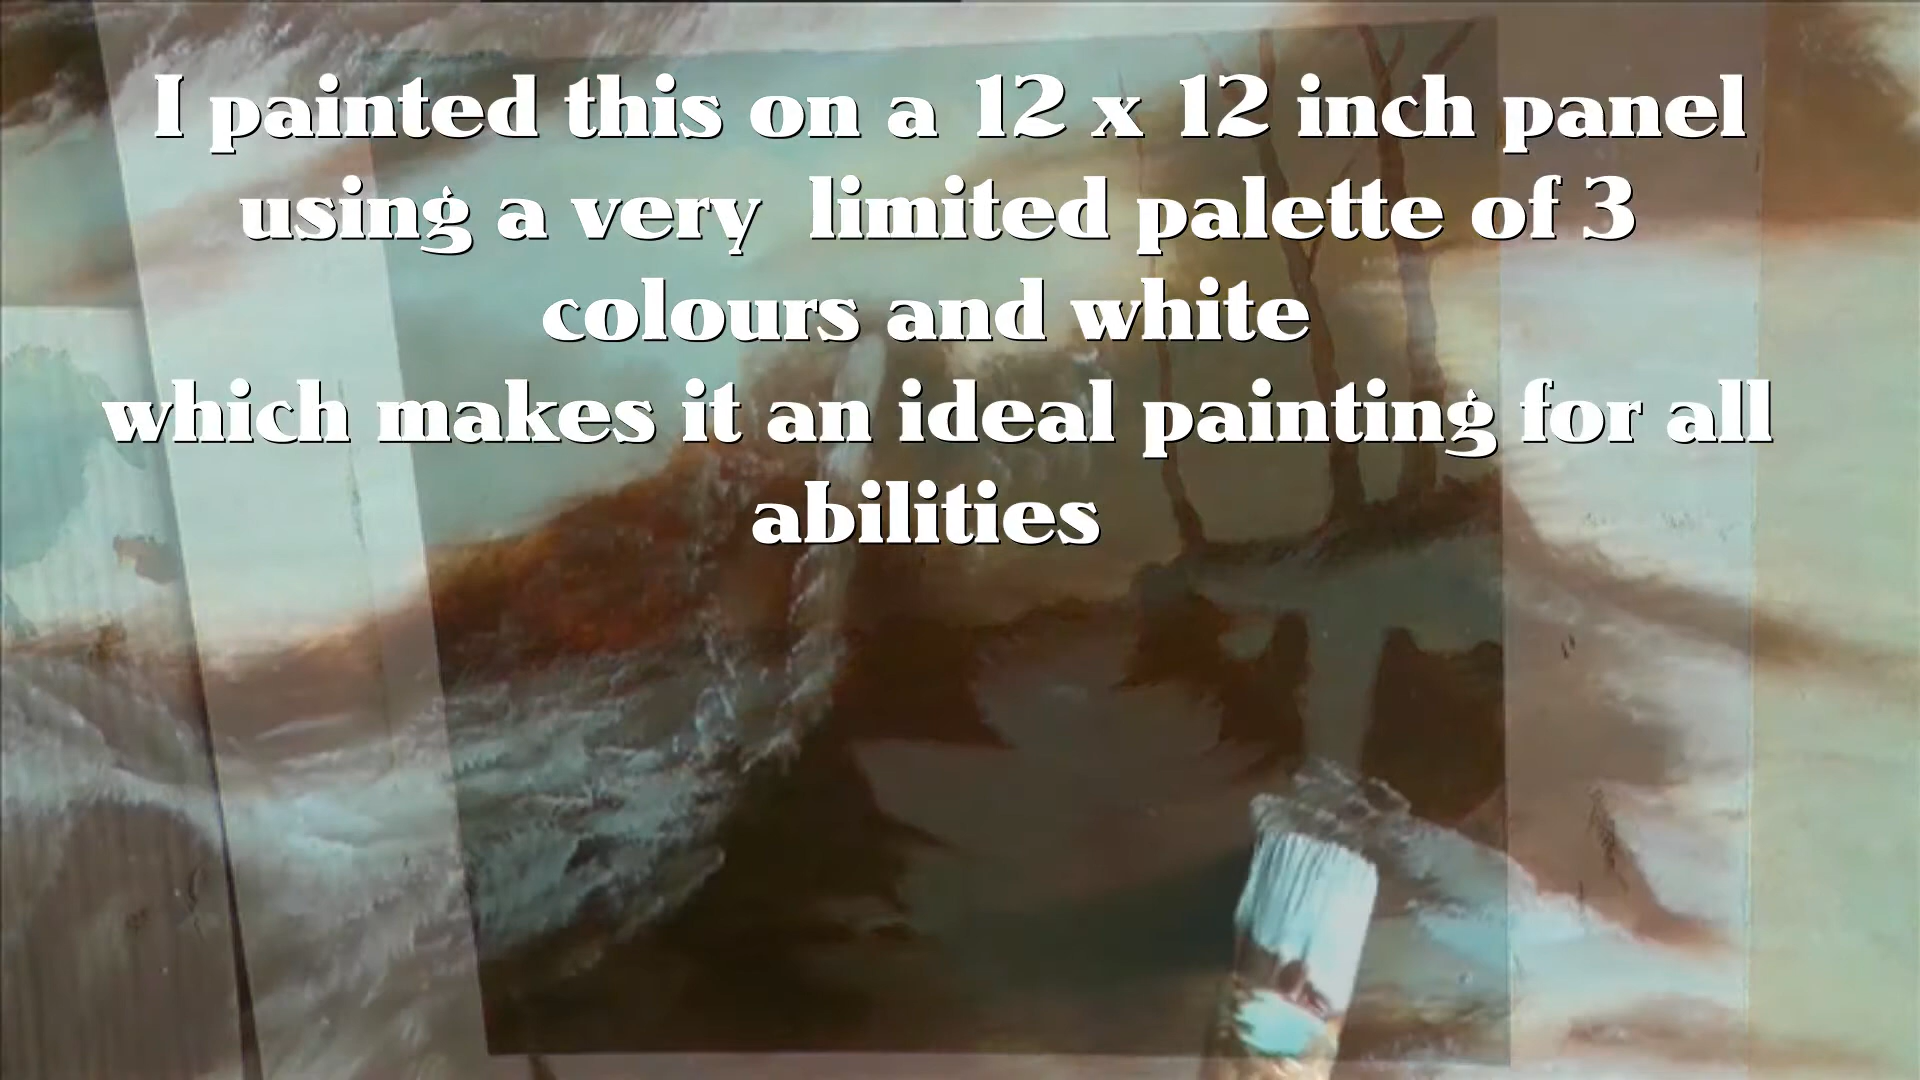 I painted this on a 12 x 12 inch panel
using a very  limited palette of 3
colours and white
which makes it an ideal painting for all
abilities